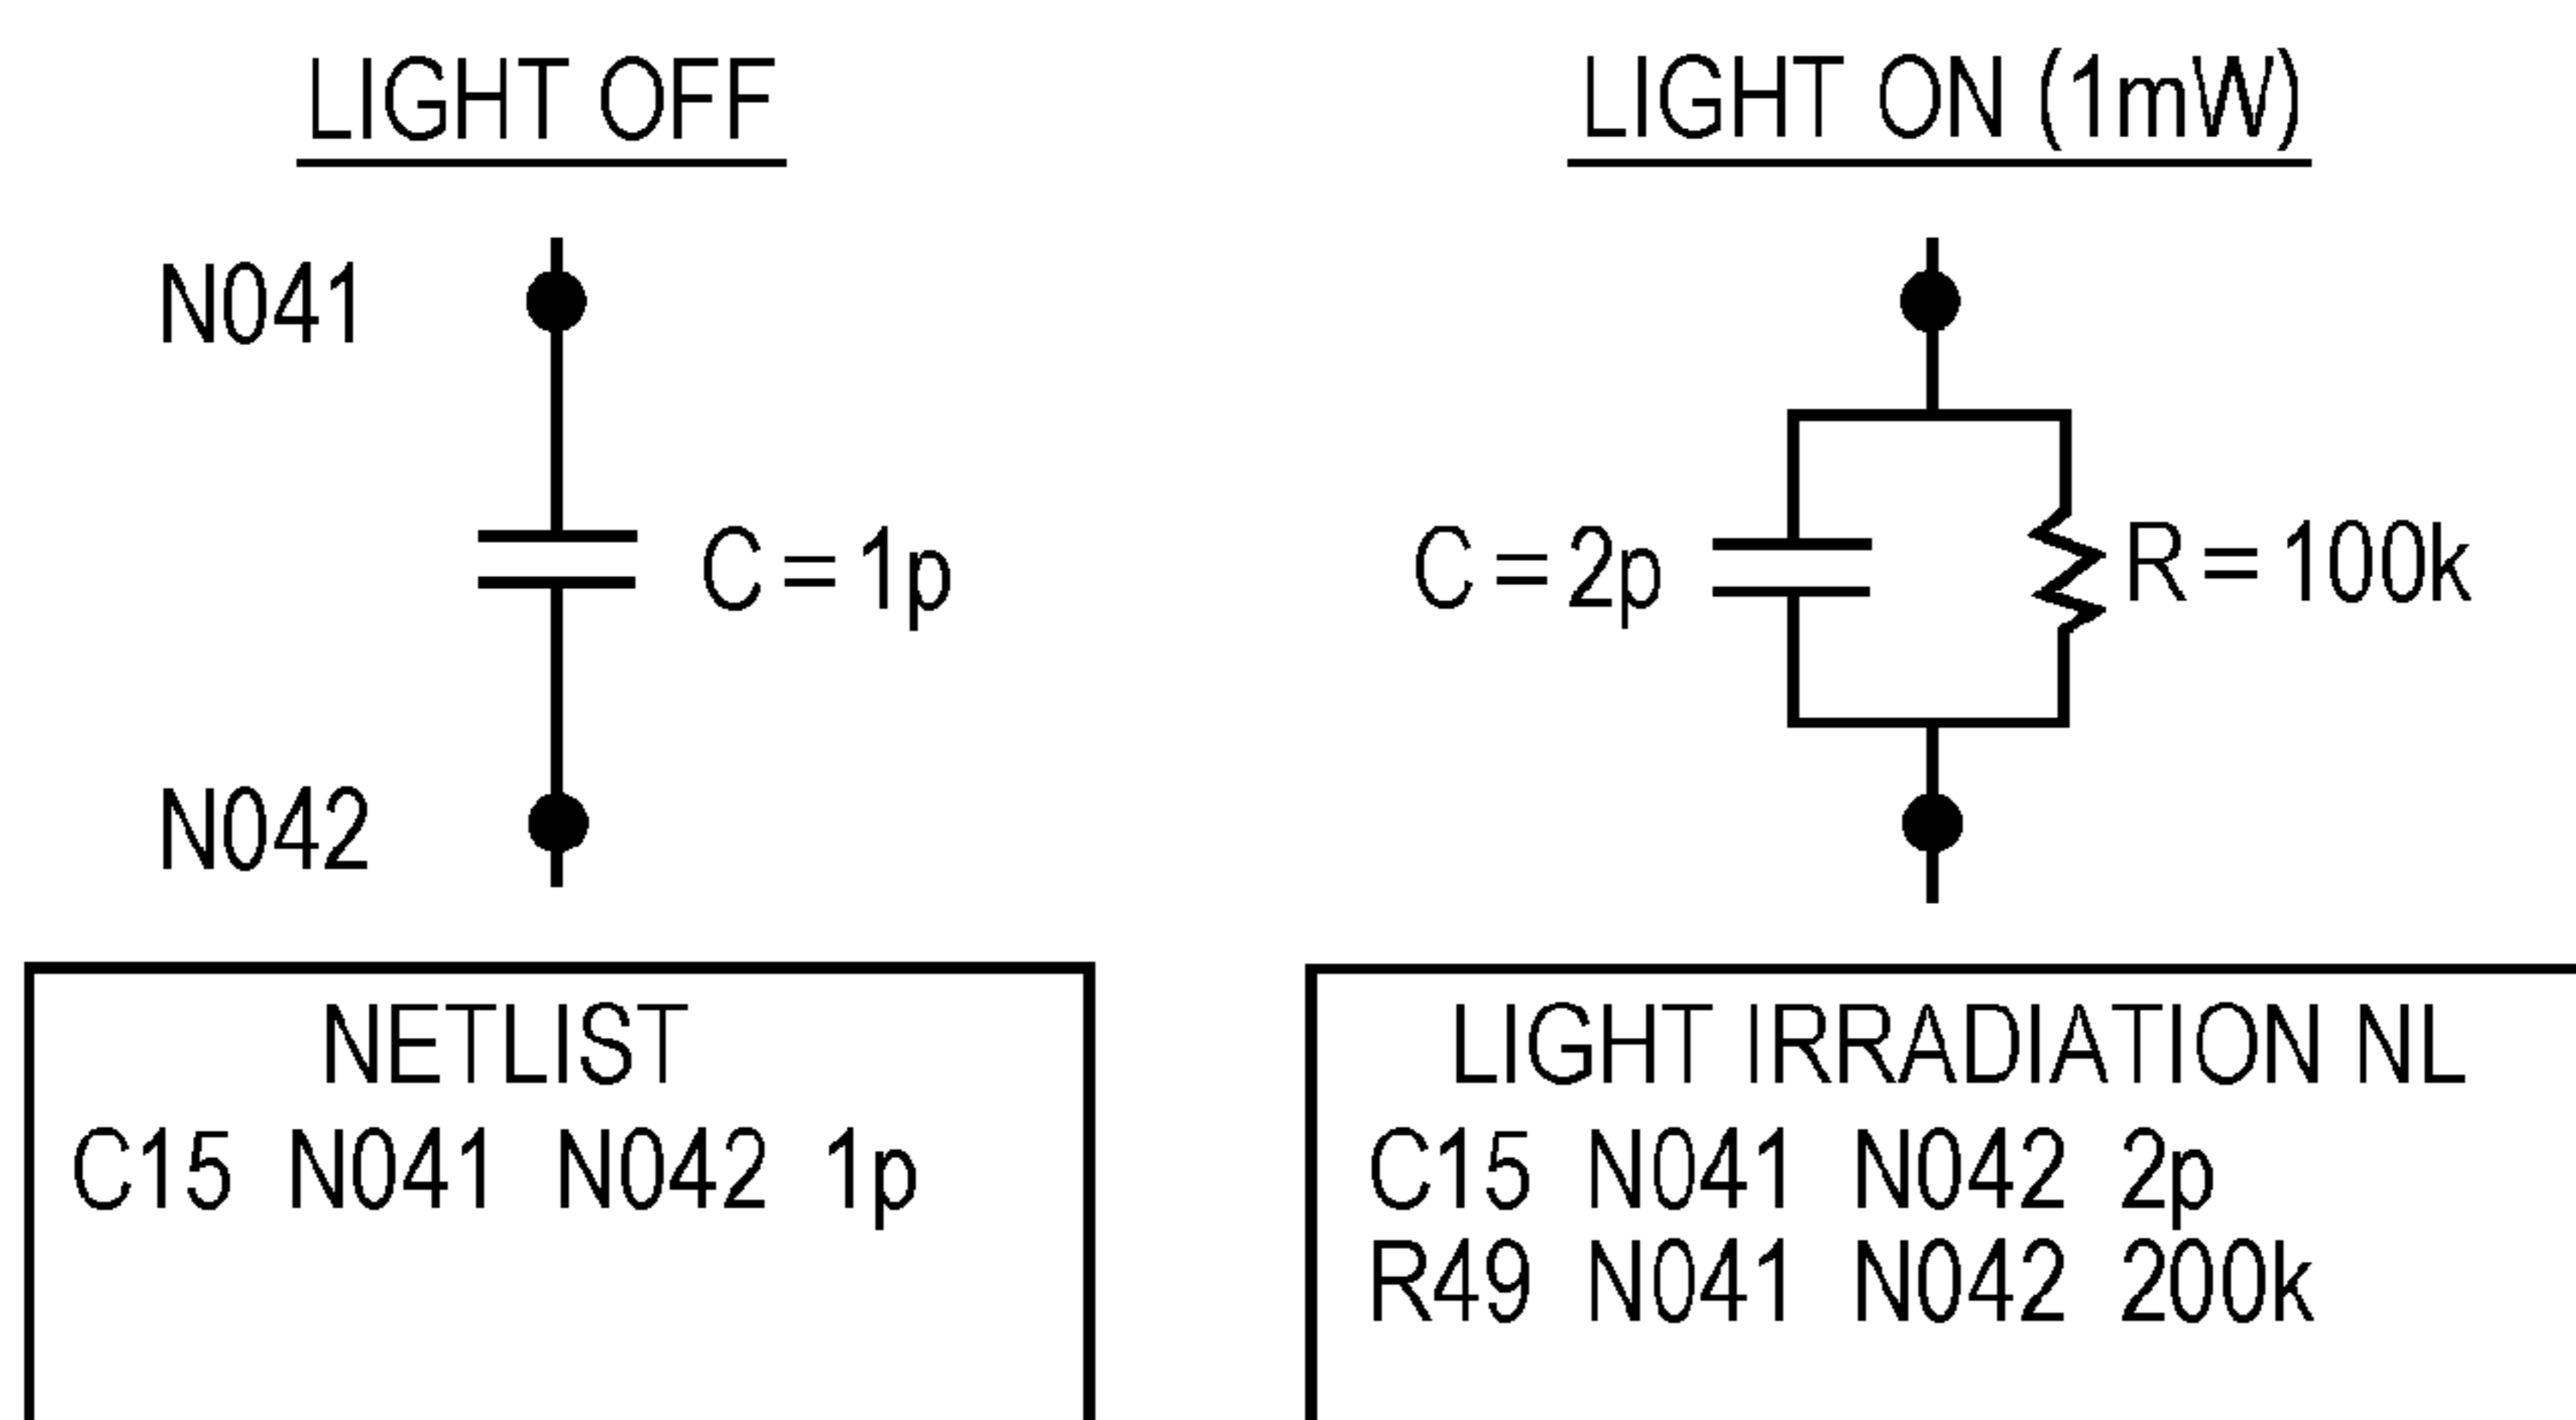 LIGHT OFF
N041
C = 1p
N042
NETLIST
C15 N041 N042 1p
LIGHT ON (1mW)
C = 2p
R = 100k
LIGHT IRRADIATION NL
C15 N041 N042 2p
R49 N041 N042 200k